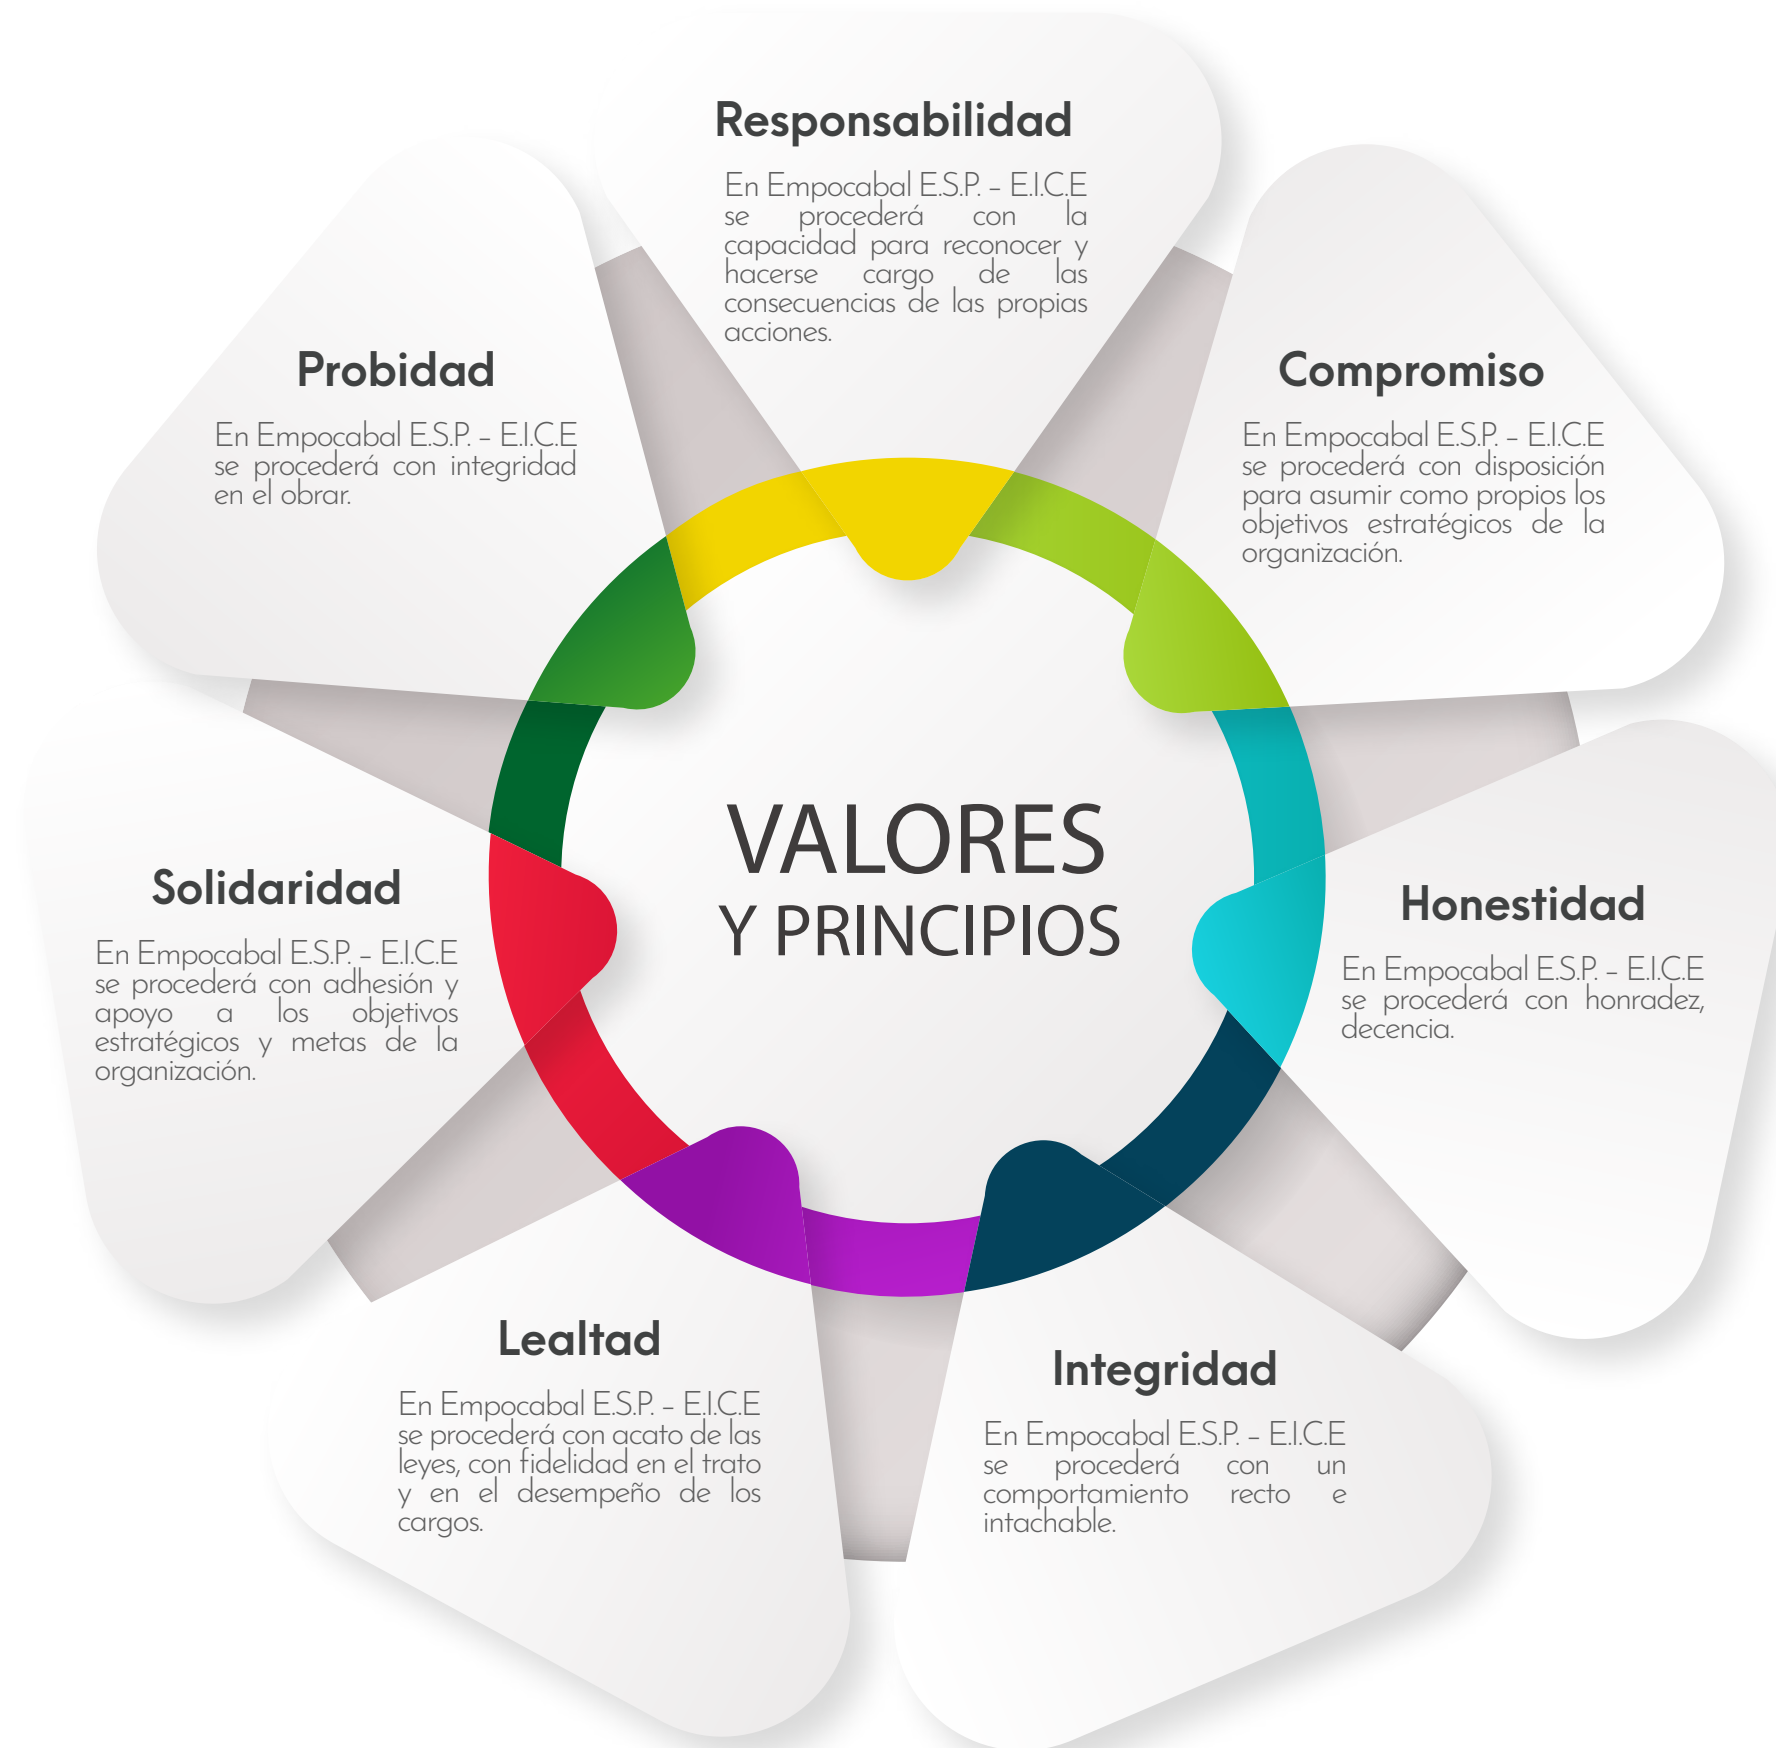 Responsabilidad
En Empocabal E.S.P. – E.I.C.E
se procederá con la
capacidad para reconocer y
hacerse cargo de las
consecuencias de las propias
acciones.
Compromiso
En Empocabal E.S.P. – E.I.C.E
se procederá con disposición
para asumir como propios los
objetivos estratégicos de la
organización.
Honestidad
En Empocabal E.S.P. – E.I.C.E
se procederá con honradez,
decencia.
Integridad
En Empocabal E.S.P. – E.I.C.E
se procederá con un
comportamiento recto e
intachable.
Lealtad
En Empocabal E.S.P. – E.I.C.E
se procederá con acato de las
leyes, con fidelidad en el trato
y en el desempeño de los
cargos.
Solidaridad
En Empocabal E.S.P. – E.I.C.E
se procederá con adhesión y
apoyo a los objetivos
estratégicos y metas de la
organización.
Probidad
En Empocabal E.S.P. – E.I.C.E
se procederá con integridad
en el obrar.
VALORES
Y PRINCIPIOS